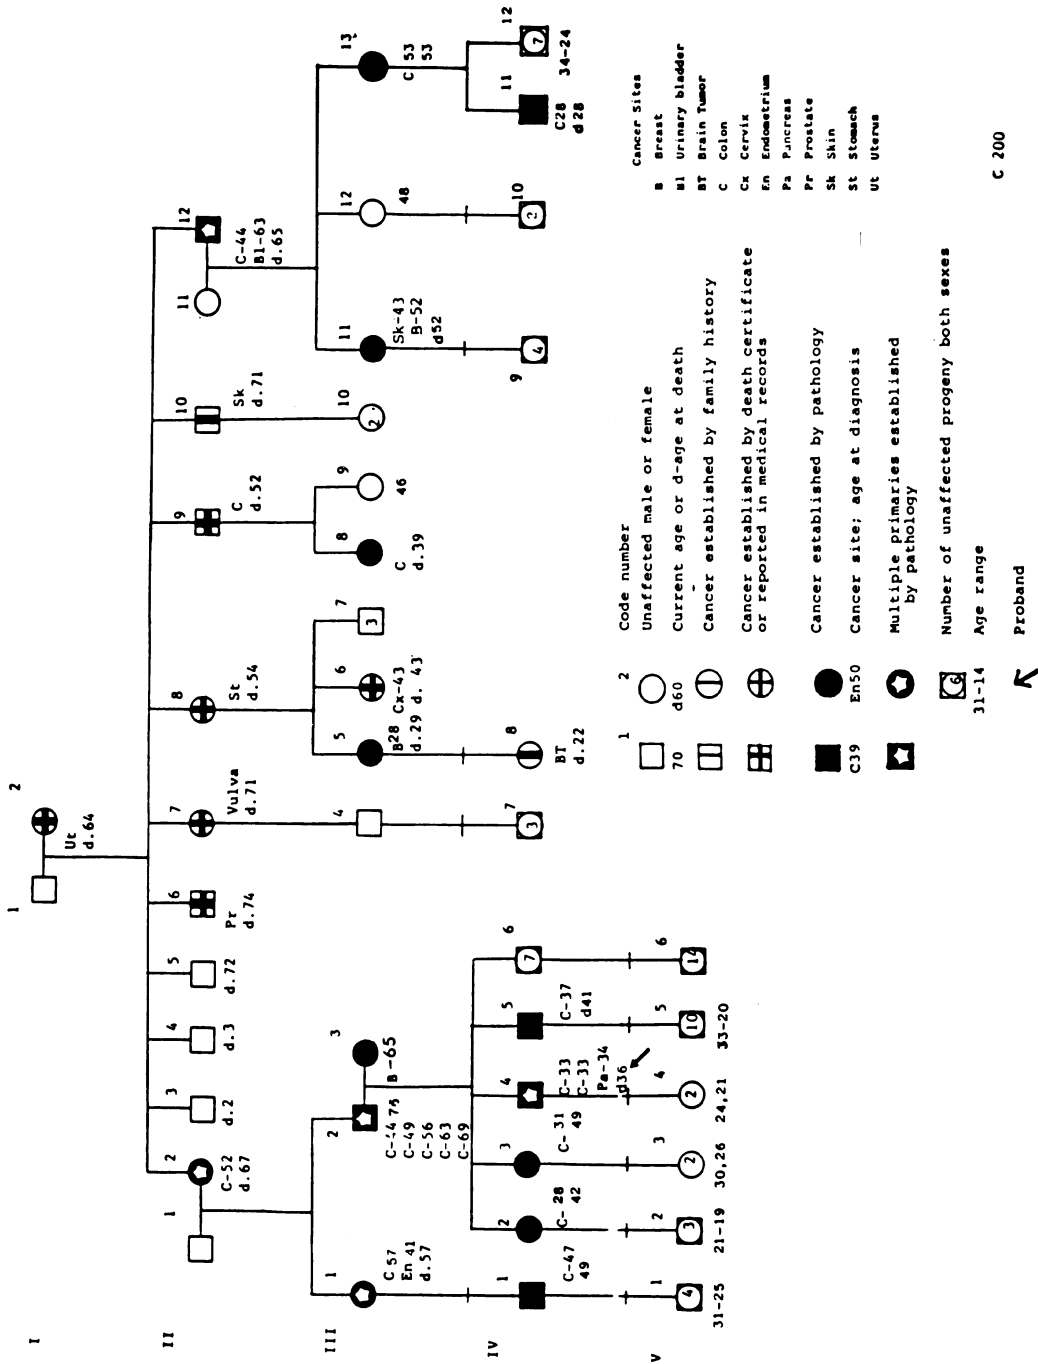 I
1
2
Ut
d.64
II
1
2
C-52
d.67
3
d.2
4
d.3
5
d.72
6
Pr
d.74
7
Vulva
d.71
8
St
d.54
9
C
d.52
10
Sk
d.71
11
12
C-44
Bl-63
d.65
III
1
C 57
En 41
d.57
2
C-44 76
C-49
C-56
C-63
C-69
3
B-65
4
5
B28
d.29
6
Cx-43
d. 43
7
3
8
C
d.39
9
46
10
2
11
Sk-43
B-52
d52
12
48
13
C 53
53
IV
1
C-47
49
2
C-28
42
3
C-31
49
4
C-33
C-33
Pa-34
d36
5
C-37
d41
6
7
7
3
8
BT
d.22
9
4
10
2
11
C28
d28
12
7
34-24
V
1
4
31-25
2
3
21-19
3
2
30,26
4
2
24,21
5
10
33-20
6
14
1 2 Code number
Unaffected male or female
70 d60 Current age or d-age at death
Cancer established by family history
Cancer established by death certificate
or reported in medical records
Cancer established by pathology
C39 En50 Cancer site; age at diagnosis
Multiple primaries established
by pathology
6 Number of unaffected progeny both sexes
31-14 Age range
Proband
Cancer Sites
B Breast
Bl Urinary bladder
BT Brain Tumor
C Colon
Cx Cervix
En Endometrium
Pa Pancreas
Pr Prostate
Sk Skin
St Stomach
Ut Uterus
C 200